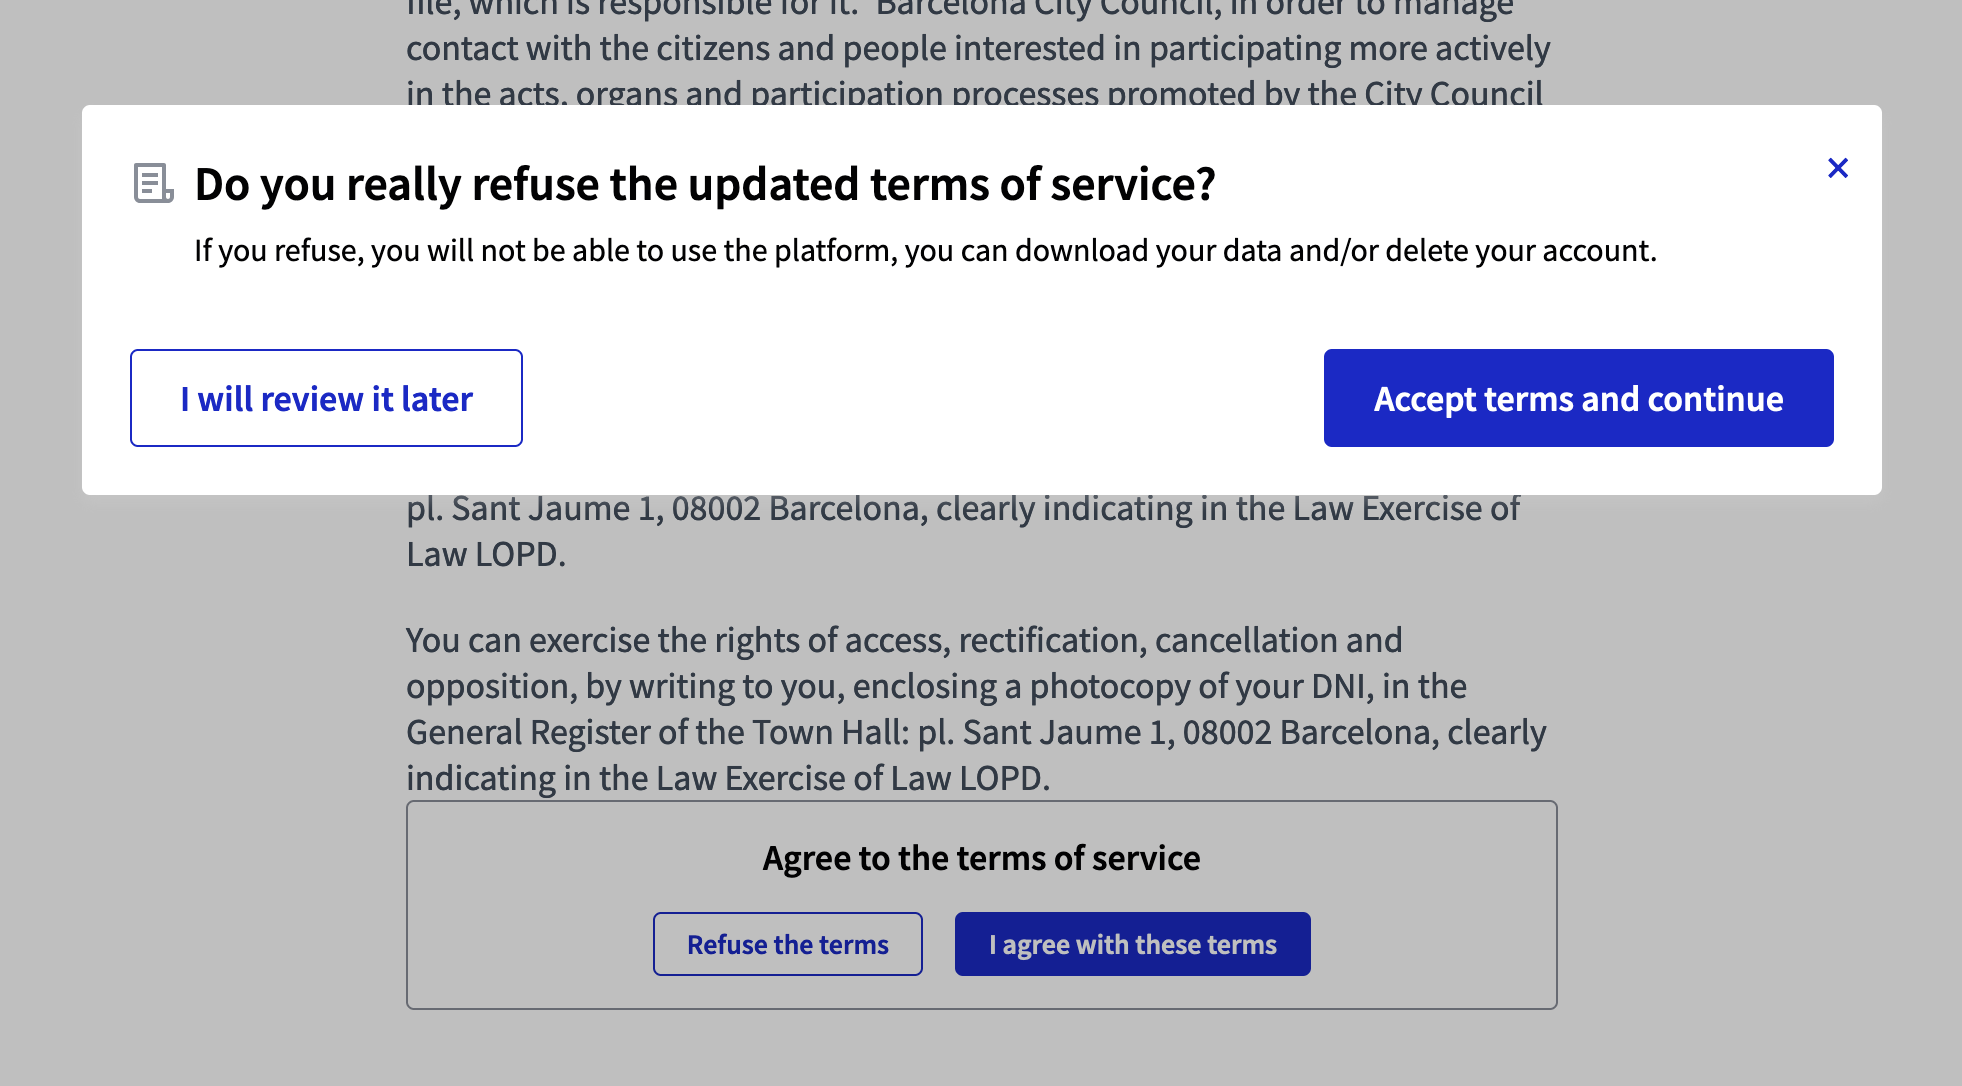 file, which is responsible for it. "Barcelona City Council, in order to manage
contact with the citizens and people interested in participating more actively
in the acts, organs and participation processes promoted by the City Council
Do you really refuse the updated terms of service?
If you refuse, you will not be able to use the platform, you can download your data and/or delete your account.
I will review it later
Accept terms and continue
pl. Sant Jaume 1, 08002 Barcelona, clearly indicating in the Law Exercise of
Law LOPD.
You can exercise the rights of access, rectification, cancellation and
opposition, by writing to you, enclosing a photocopy of your DNI, in the
General Register of the Town Hall: pl. Sant Jaume 1, 08002 Barcelona, clearly
indicating in the Law Exercise of Law LOPD.
Agree to the terms of service
Refuse the terms
I agree with these terms